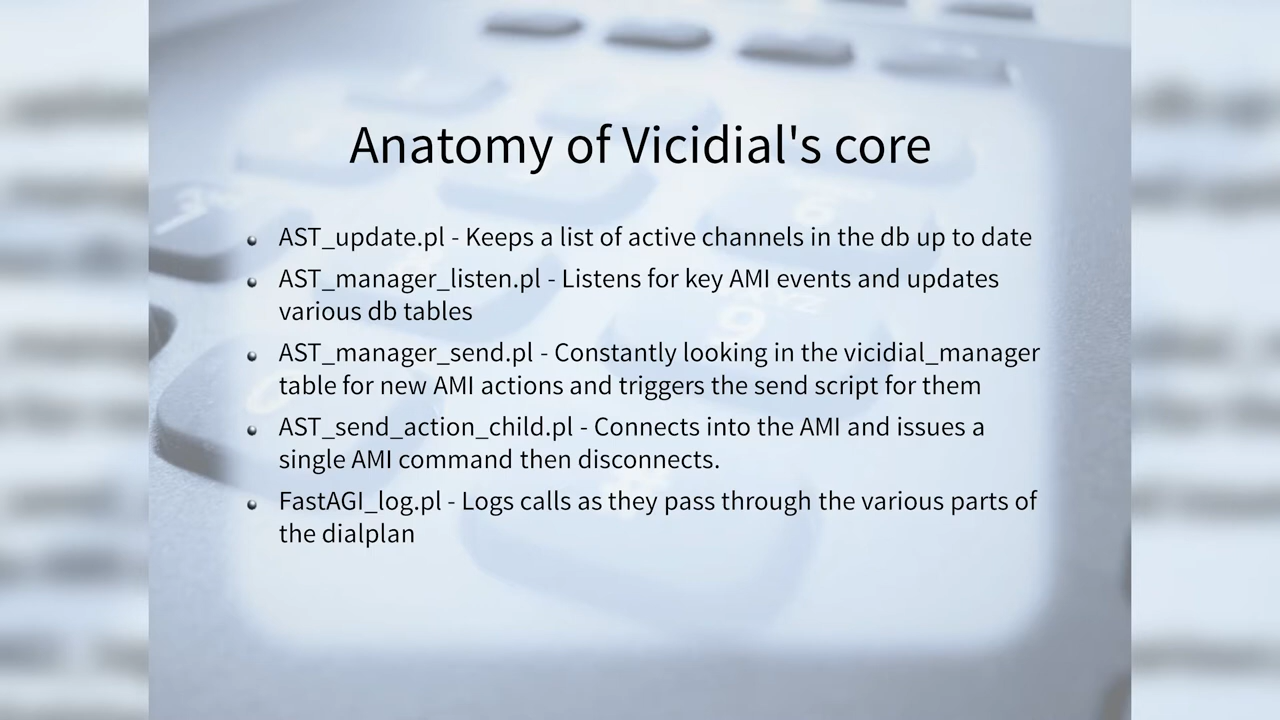 Anatomy of Vicidial's core
AST_update.pl - Keeps a list of active channels in the db up to date
AST_manager_listen.pl - Listens for key AMI events and updates
various db tables
AST_manager_send.pl - Constantly looking in the vicidial_manager
table for new AMI actions and triggers the send script for them
AST_send_action_child.pl - Connects into the AMI and issues a
single AMI command then disconnects.
FastAGI_log.pl - Logs calls as they pass through the various parts of
the dialplan